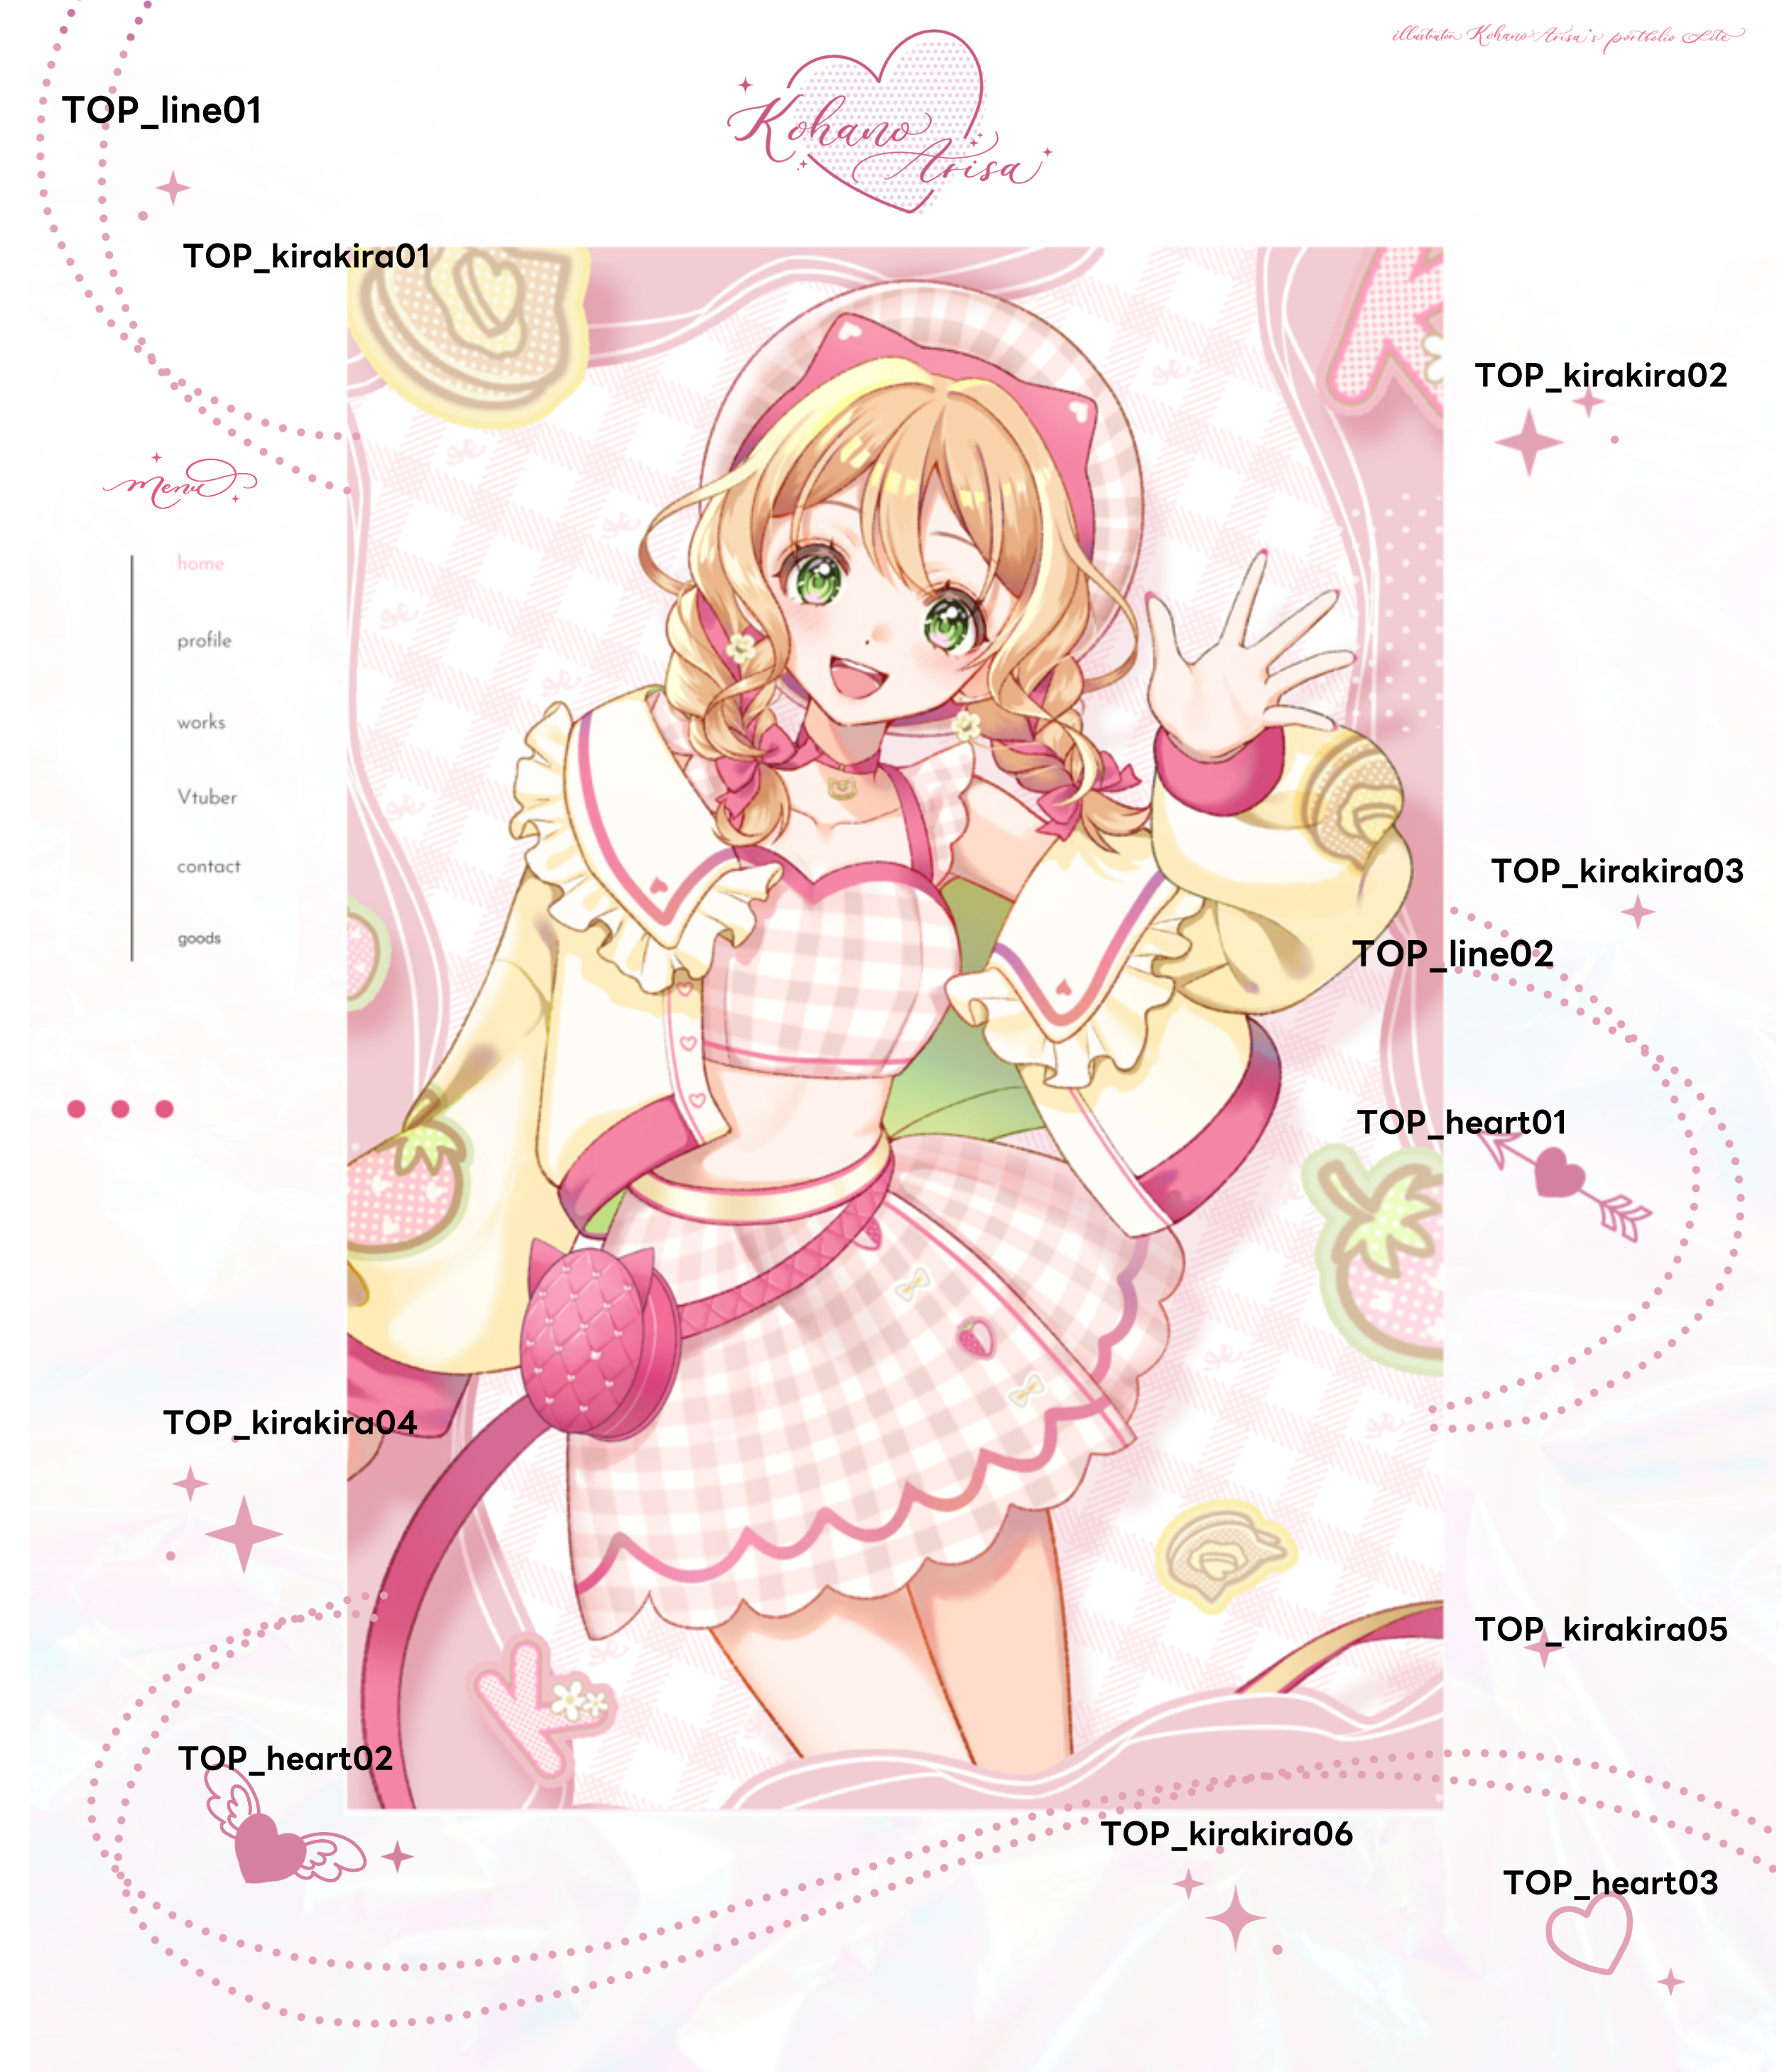 illustrator Kohano Arisa's portfolio Site
Kohano
Arisa
TOP_line01
TOP_kirakira01
TOP_kirakira02
menu
home
profile
works
Vtuber
contact
goods
TOP_kirakira03
TOP_line02
TOP_heart01
TOP_kirakira04
TOP_kirakira05
TOP_heart02
TOP_kirakira06
TOP_heart03
K